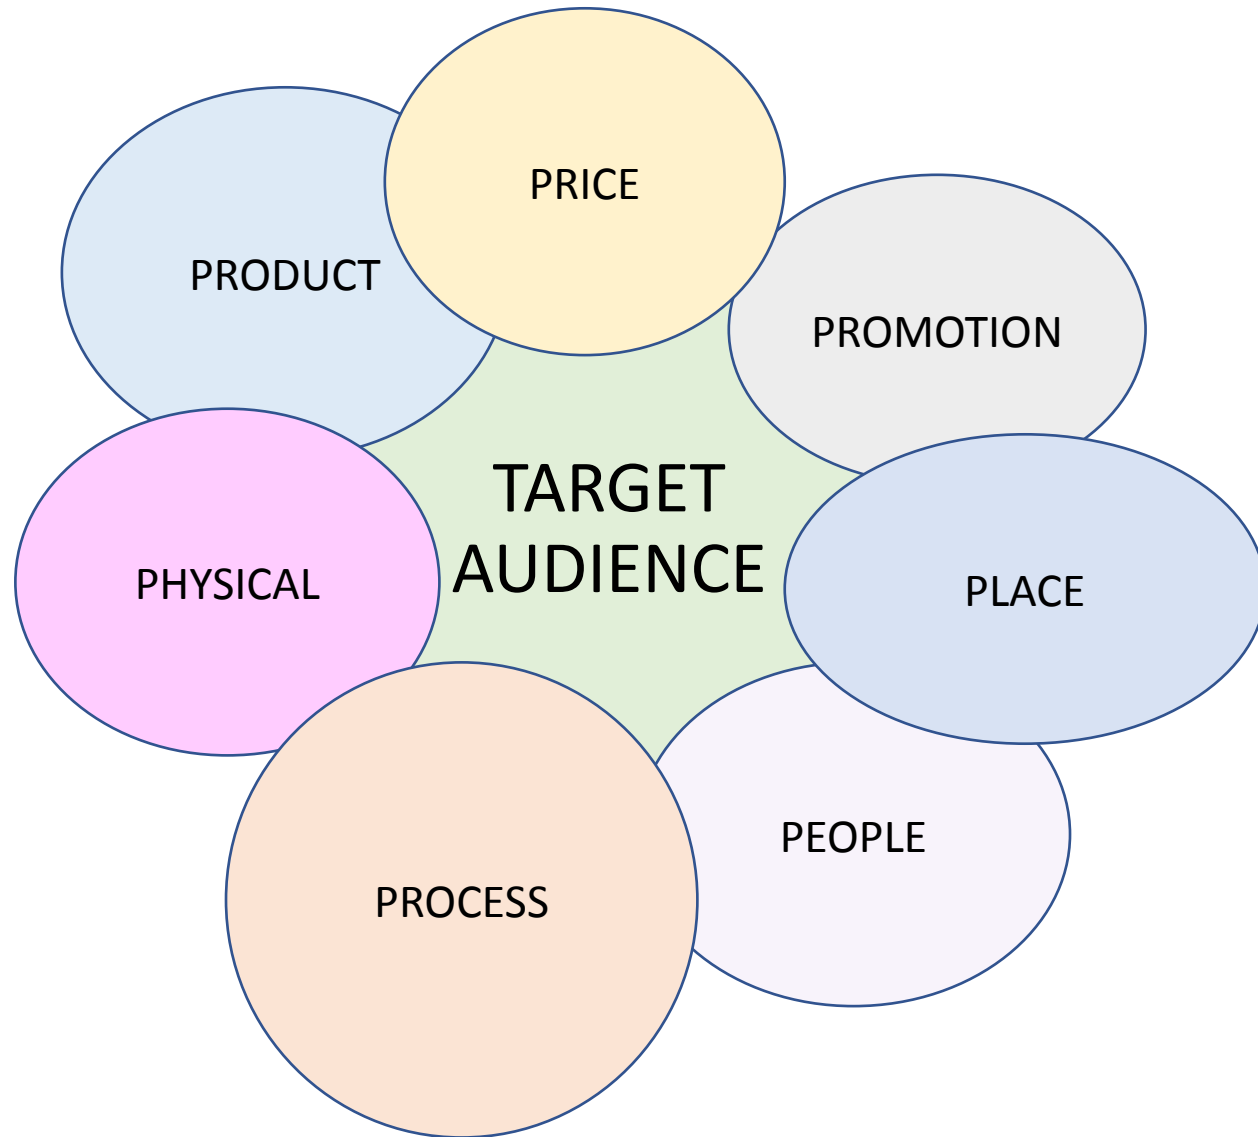 PRICE
PRODUCT
PROMOTION
TARGET
AUDIENCE
PHYSICAL
PLACE
PEOPLE
PROCESS